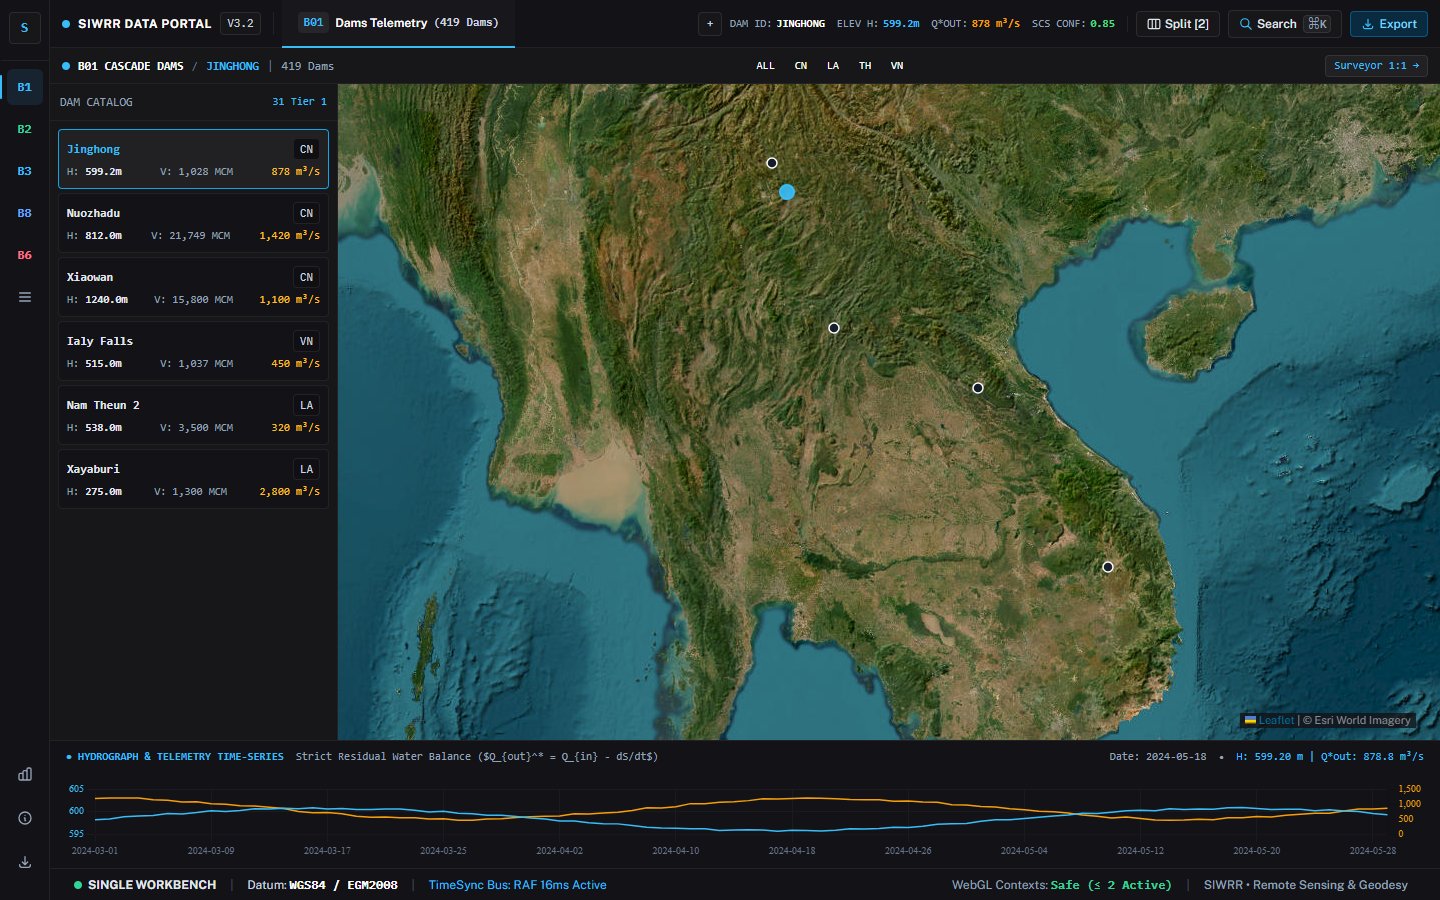 S
SIWRR DATA PORTAL V3.2
B01 Dams Telemetry (419 Dams)
+ DAM ID: JINGHONG ELEV H: 599.2m Q*OUT: 878 m³/s SCS CONF: 0.85
Split [2] Search ⌘K Export
B01 CASCADE DAMS / JINGHONG | 419 Dams
ALL CN LA TH VN
Surveyor 1:1 →
B1
B2
B3
B8
B6
DAM CATALOG 31 Tier 1
Jinghong CN
H: 599.2m V: 1,028 MCM 878 m³/s
Nuozhadu CN
H: 812.0m V: 21,749 MCM 1,420 m³/s
Xiaowan CN
H: 1240.0m V: 15,800 MCM 1,100 m³/s
Ialy Falls VN
H: 515.0m V: 1,037 MCM 450 m³/s
Nam Theun 2 LA
H: 538.0m V: 3,500 MCM 320 m³/s
Xayaburi LA
H: 275.0m V: 1,300 MCM 2,800 m³/s
Leaflet | © Esri World Imagery
HYDROGRAPH & TELEMETRY TIME-SERIES Strict Residual Water Balance ($Q_{out}^* = Q_{in} - dS/dt$)
Date: 2024-05-18 • H: 599.20 m | Q*out: 878.8 m³/s
605 1,500
600 1,000
500
595 0
2024-03-01 2024-03-09 2024-03-17 2024-03-25 2024-04-02 2024-04-10 2024-04-18 2024-04-26 2024-05-04 2024-05-12 2024-05-20 2024-05-28
SINGLE WORKBENCH | Datum: WGS84 / EGM2008 | TimeSync Bus: RAF 16ms Active
WebGL Contexts: Safe (≤ 2 Active) | SIWRR • Remote Sensing & Geodesy